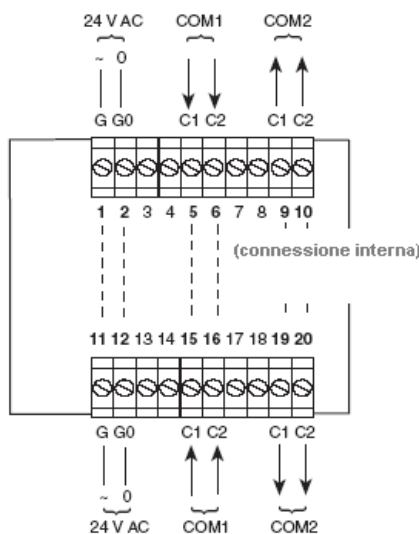 24 V AC COM1 COM2
~ 0
G G0 C1 C2 C1 C2
1 2 3 4 5 6 7 8 9 10
(connessione interna)
11 12 13 14 15 16 17 18 19 20
G G0 C1 C2 C1 C2
~ 0
24 V AC COM1 COM2